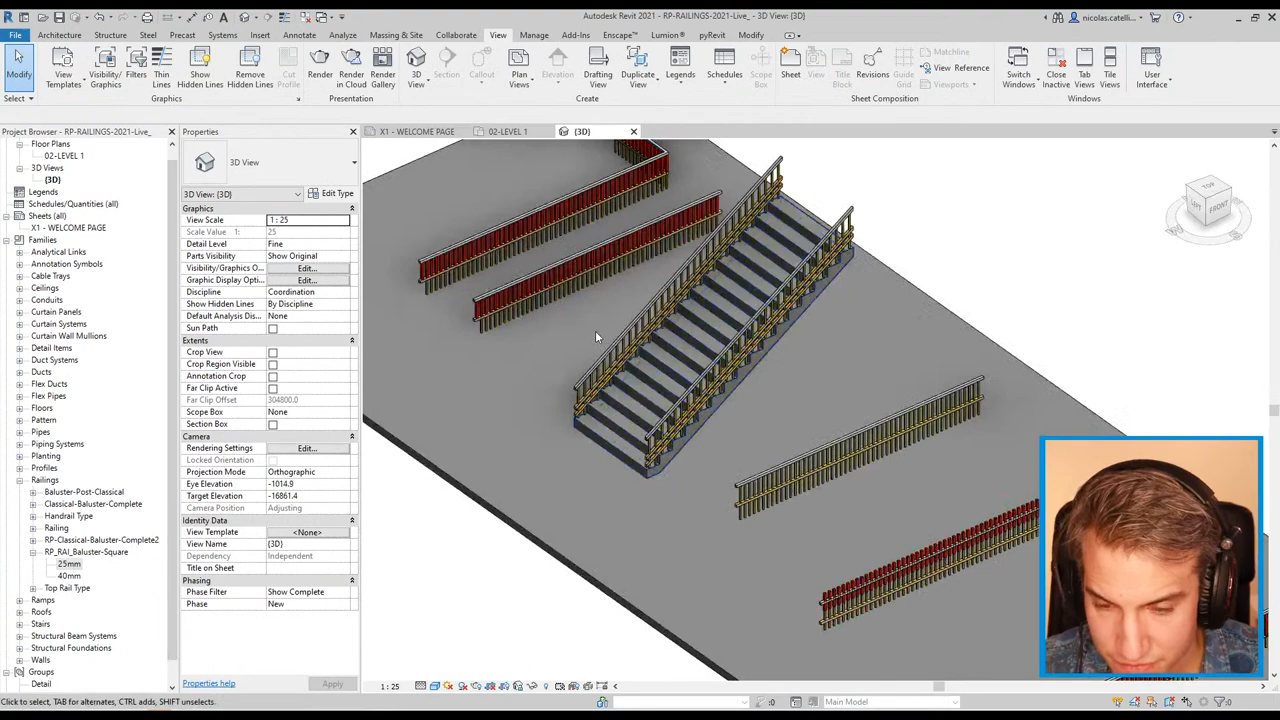 Autodesk Revit 2021 - RP-RAILINGS-2021-Live_ - 3D View: {3D}
nicolas.catelli...
File Architecture Structure Steel Precast Systems Insert Annotate Analyze Massing & Site Collaborate View Manage Add-Ins Enscape™ Lumion® pyRevit Modify
Modify
View Templates
Visibility/ Graphics
Filters
Thin Lines
Show Hidden Lines
Remove Hidden Lines
Cut Profile
Render
Render in Cloud
Render Gallery
3D View
Section
Callout
Plan Views
Elevation
Drafting View
Duplicate View
Legends
Schedules
Scope Box
Sheet
View
Title Block
Revisions
Guide Grid
Matchline
View Reference
Viewports
Switch Windows
Close Inactive
Tab Views
Tile Views
User Interface
Select Graphics Presentation Create Sheet Composition Windows
Project Browser - RP-RAILINGS-2021-Live_
Floor Plans
02-LEVEL 1
3D Views
{3D}
Legends
Schedules/Quantities (all)
Sheets (all)
X1 - WELCOME PAGE
Families
Analytical Links
Annotation Symbols
Cable Trays
Ceilings
Conduits
Curtain Panels
Curtain Systems
Curtain Wall Mullions
Detail Items
Duct Systems
Ducts
Flex Ducts
Flex Pipes
Floors
Pattern
Pipes
Piping Systems
Planting
Profiles
Railings
Baluster-Post-Classical
Classical-Baluster-Complete
Handrail Type
Railing
RP-Classical-Baluster-Complete2
RP_RAI_Baluster-Square
25mm
40mm
Top Rail Type
Ramps
Roofs
Stairs
Structural Beam Systems
Structural Foundations
Walls
Groups
Detail
Properties
3D View
3D View: {3D} Edit Type
Graphics
View Scale 1 : 25
Scale Value 1: 25
Detail Level Fine
Parts Visibility Show Original
Visibility/Graphics O... Edit...
Graphic Display Opti... Edit...
Discipline Coordination
Show Hidden Lines By Discipline
Default Analysis Dis... None
Sun Path
Extents
Crop View
Crop Region Visible
Annotation Crop
Far Clip Active
Far Clip Offset 304800.0
Scope Box None
Section Box
Camera
Rendering Settings Edit...
Locked Orientation
Projection Mode Orthographic
Eye Elevation -1014.9
Target Elevation -16861.4
Camera Position Adjusting
Identity Data
View Template <None>
View Name {3D}
Dependency Independent
Title on Sheet
Phasing
Phase Filter Show Complete
Phase New
Properties help Apply
X1 - WELCOME PAGE
02-LEVEL 1
{3D}
TOP
LEFT
FRONT
1 : 25
Click to select, TAB for alternates, CTRL adds, SHIFT unselects.
:0
Main Model
:0